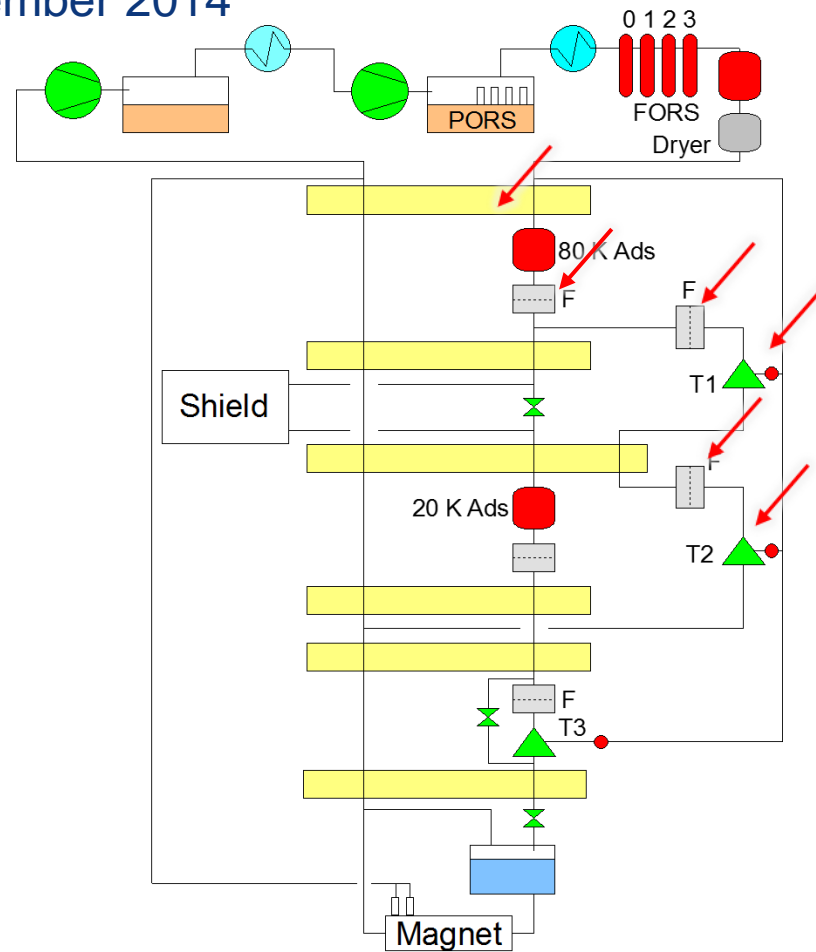 ember 2014
0 1 2 3
PORS
FORS
Dryer
80 K Ads
F
F
T1
Shield
F
20 K Ads
T2
F
T3
Magnet